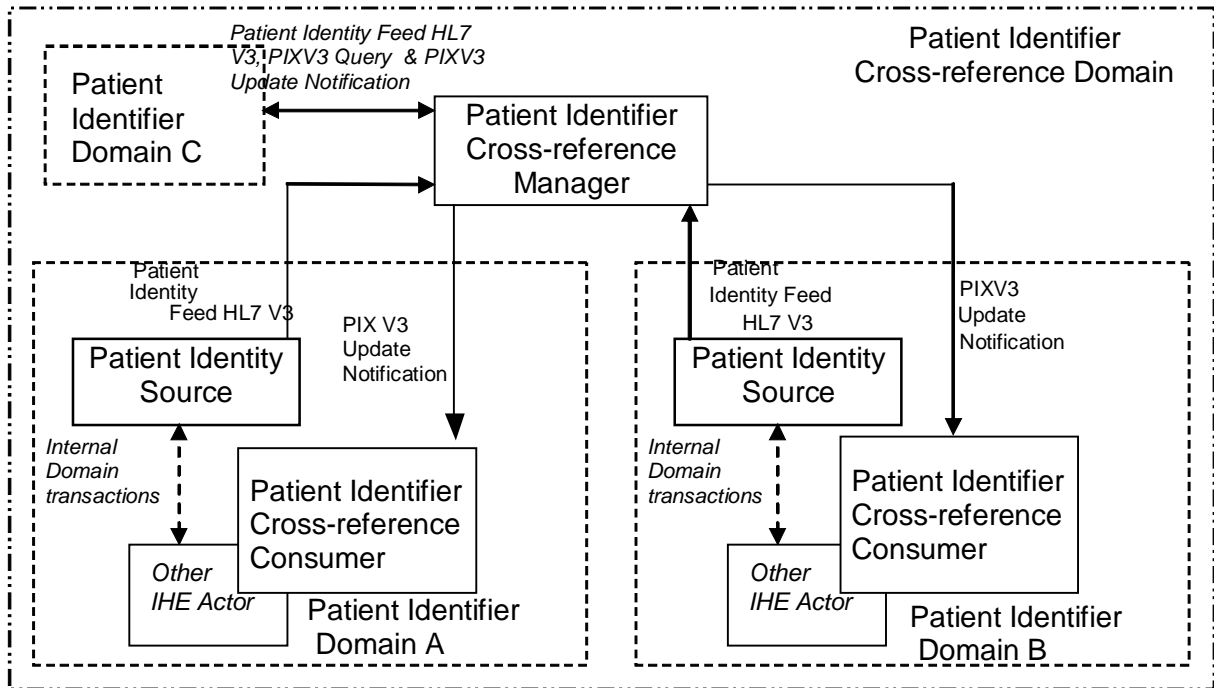 Patient Identity Feed HL7
V3, PIXV3 Query & PIXV3
Update Notification
Patient Identifier
Cross-reference Domain
Patient
Identifier
Domain C
Patient Identifier
Cross-reference
Manager
Patient
Identity
Feed HL7 V3
PIX V3
Update
Notification
Patient Identity
Source
Internal
Domain
transactions
Patient Identifier
Cross-reference
Consumer
Other
IHE Actor
Patient Identifier
Domain A
Patient
Identity Feed
HL7 V3
PIXV3
Update
Notification
Patient Identity
Source
Internal
Domain
transactions
Patient Identifier
Cross-reference
Consumer
Other
IHE Actor
Patient Identifier
Domain B